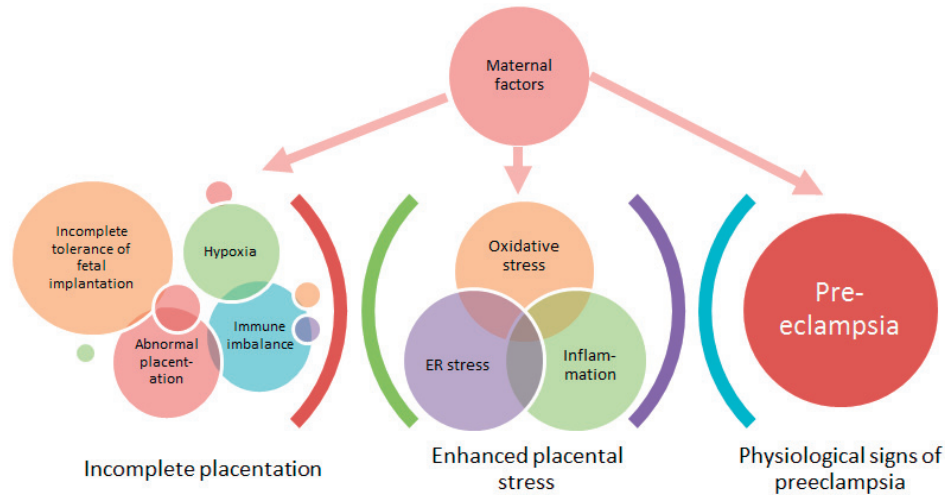 Maternal
factors
Incomplete
tolerance of
fetal
implantation
Hypoxia
Abnormal
placent-
ation
Immune
imbalance
Oxidative
stress
ER stress
Inflam-
mation
Pre-
eclampsia
Incomplete placentation
Enhanced placental
stress
Physiological signs of
preeclampsia